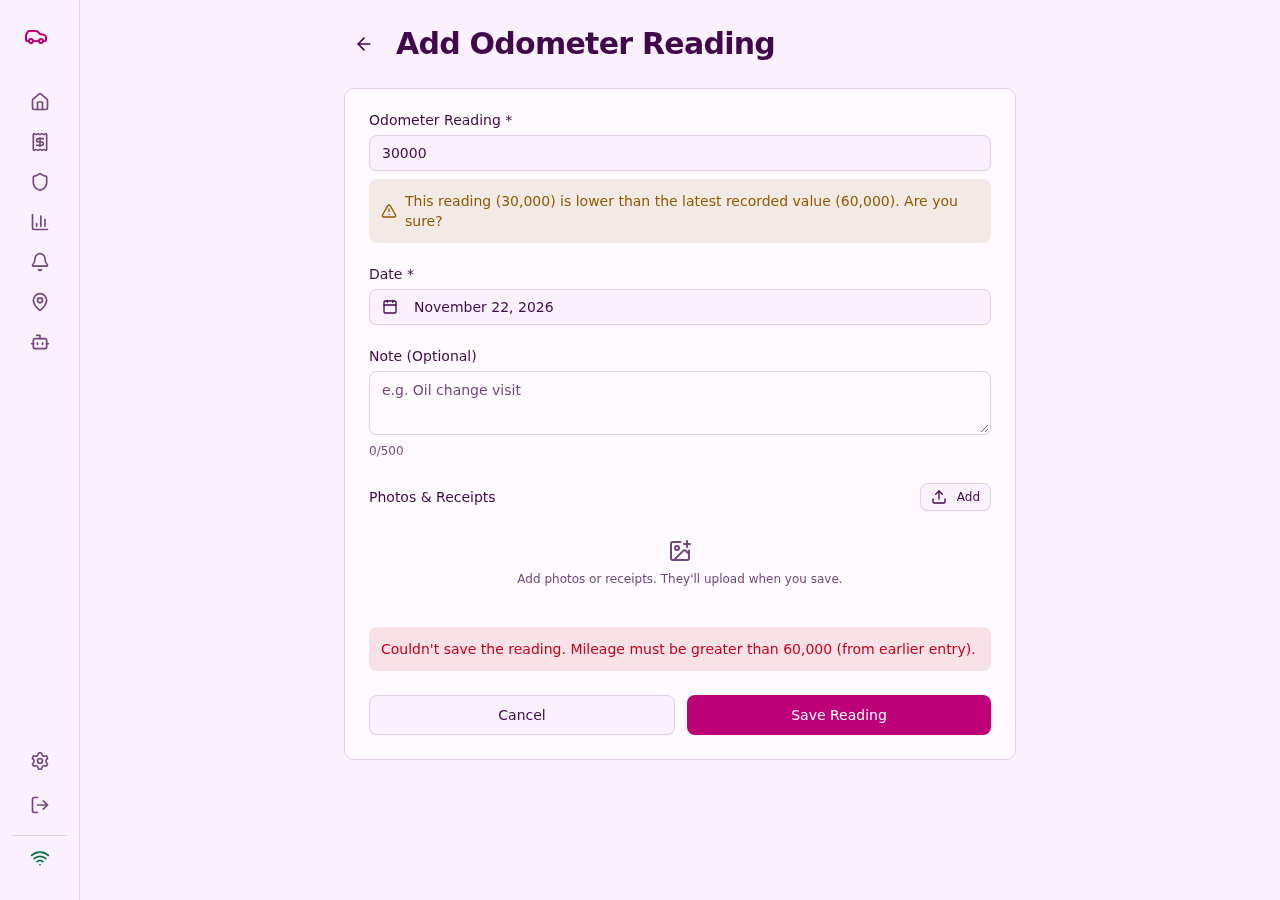 Add Odometer Reading
Odometer Reading *
30000
This reading (30,000) is lower than the latest recorded value (60,000). Are you
sure?
Date *
November 22, 2026
Note (Optional)
e.g. Oil change visit
0/500
Photos & Receipts
Add
Add photos or receipts. They'll upload when you save.
Couldn't save the reading. Mileage must be greater than 60,000 (from earlier entry).
Cancel
Save Reading